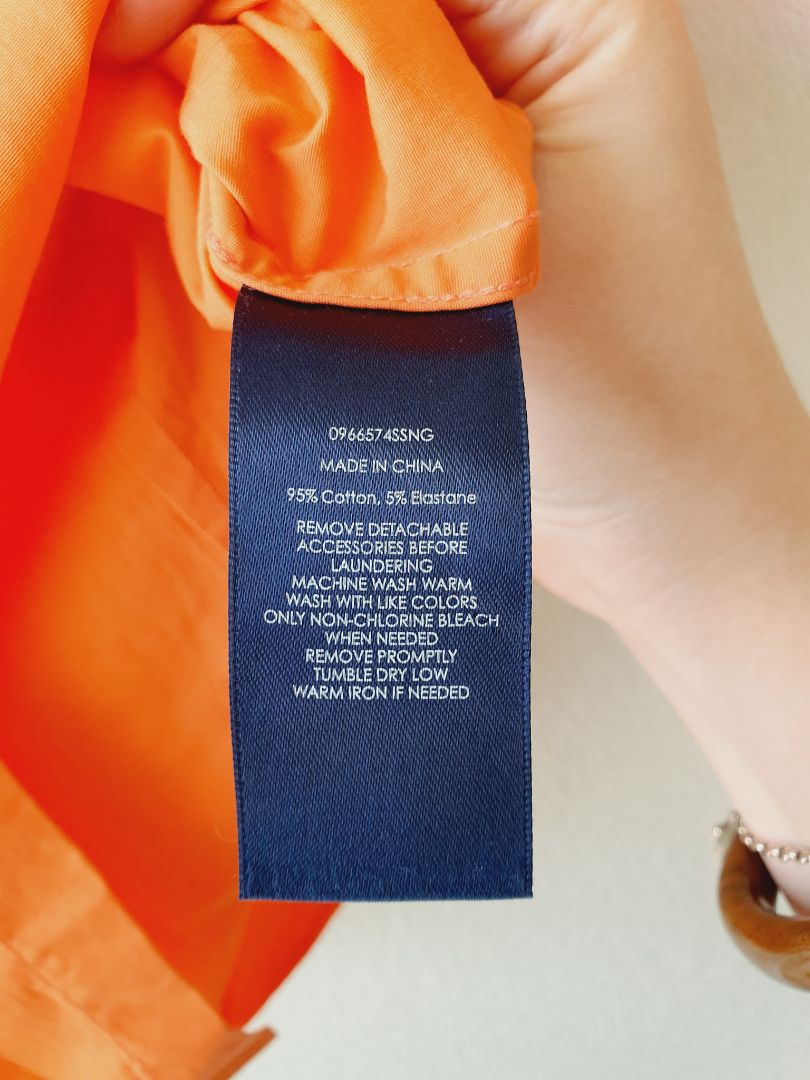 0966574SSNG
MADE IN CHINA
95% Cotton, 5% Elastane
REMOVE DETACHABLE
ACCESSORIES BEFORE
LAUNDERING
MACHINE WASH WARM
WASH WITH LIKE COLORS
ONLY NON-CHLORINE BLEACH
WHEN NEEDED
REMOVE PROMPTLY
TUMBLE DRY LOW
WARM IRON IF NEEDED